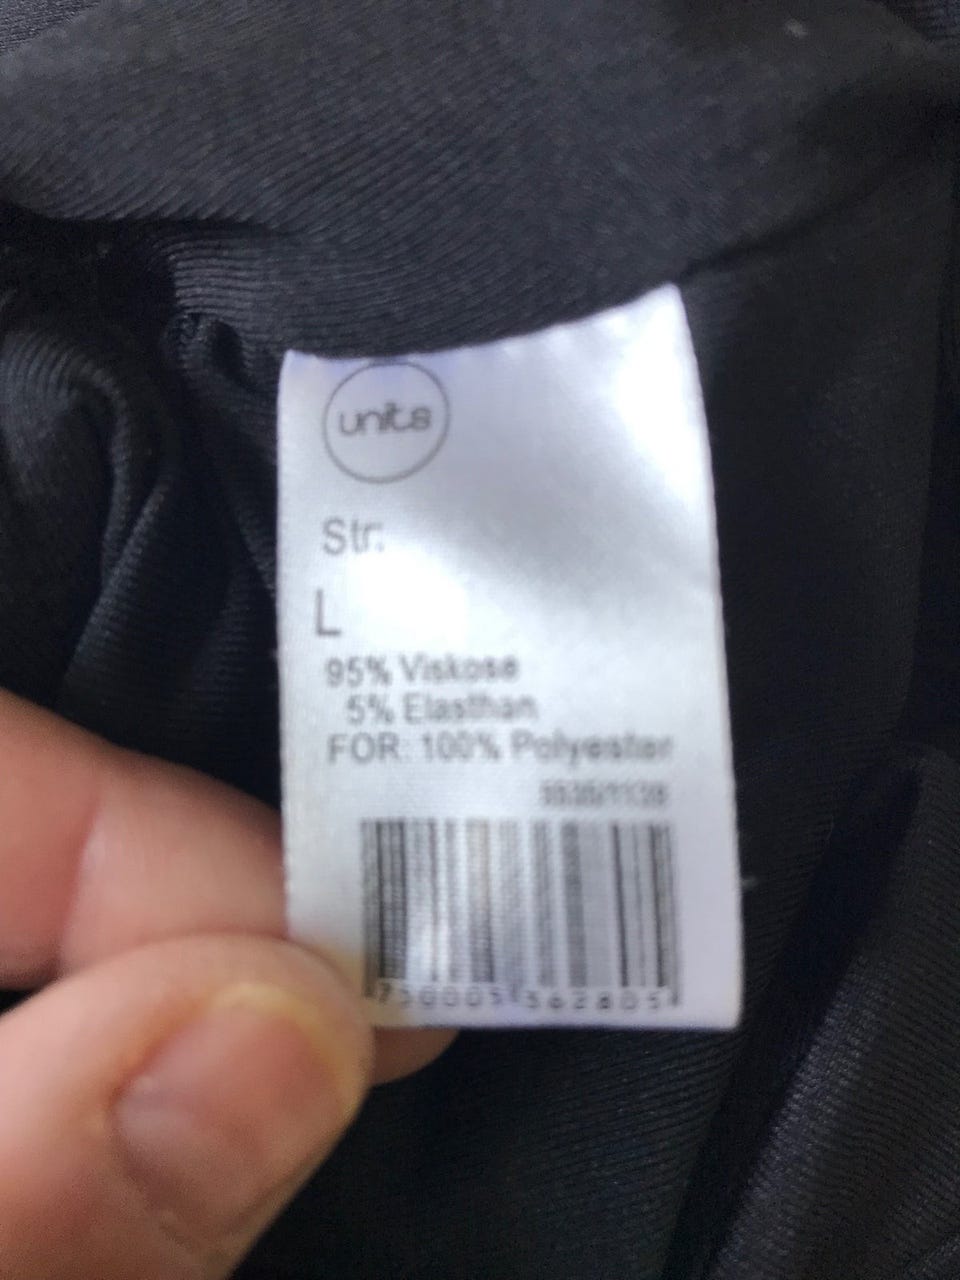 units
Str:
L
95% Viskose
5% Elasthan
FOR: 100% Polyester